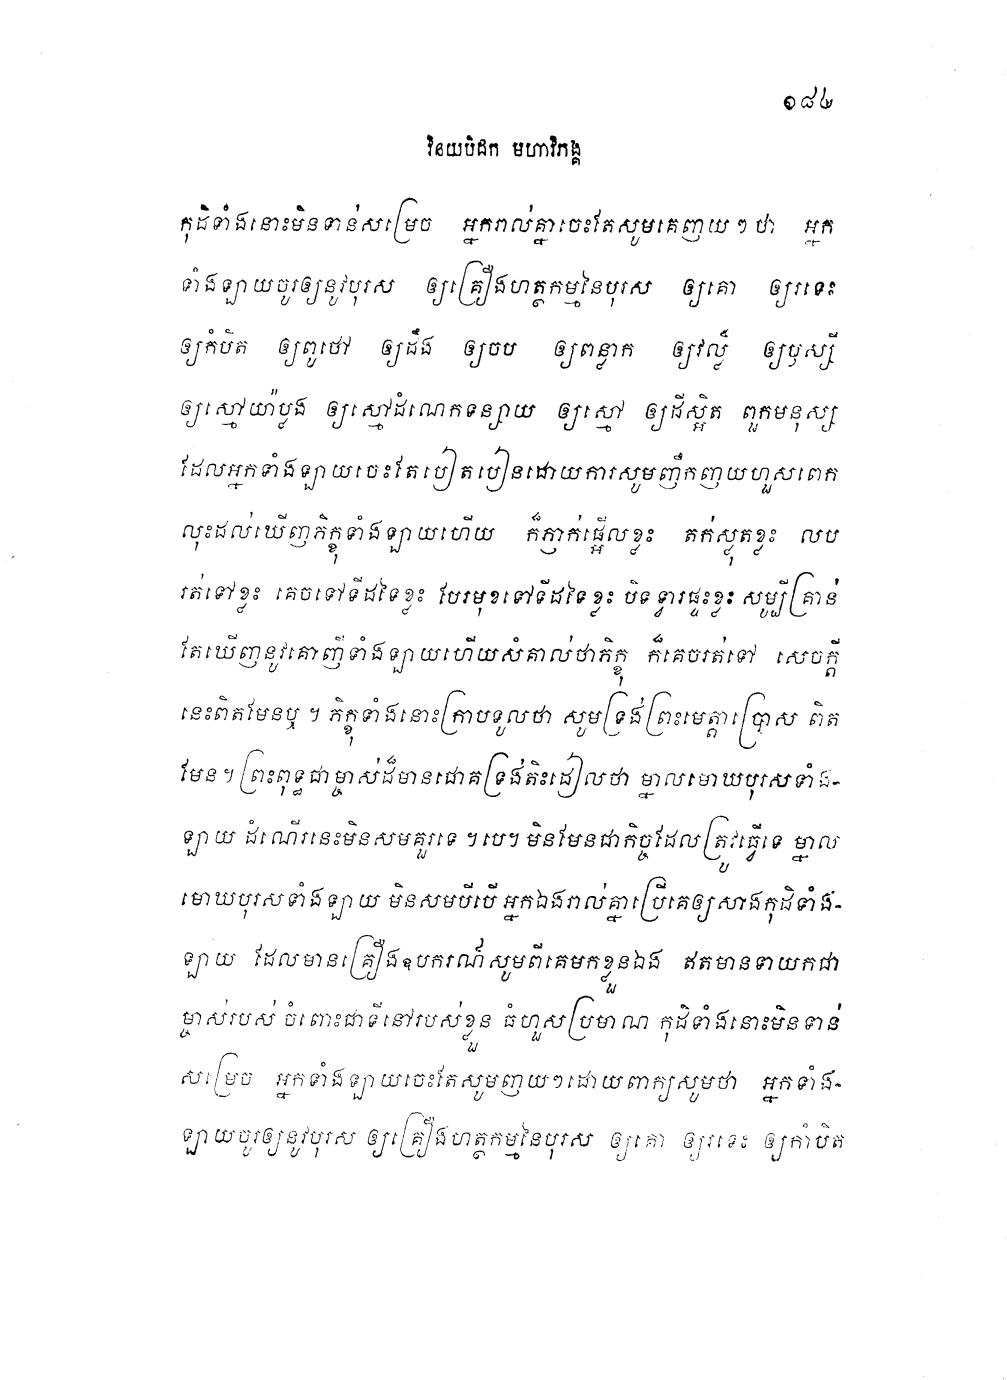 ១៨៤
វិនយបិដក មហាវិភង្គ
កុដិទាំងនោះមិនទាន់សម្រេច អ្នករាល់គ្នាចេះតែសូមគេញយៗថា អ្នក
ទាំងឡាយចូរឲ្យនូវបុរស ឲ្យគ្រឿងហត្ថកម្មនៃបុរស ឲ្យគោ ឲ្យរទេះ
ឲ្យកំបិត ឲ្យពូថៅ ឲ្យដឹង ឲ្យចប ឲ្យពន្លាក ឲ្យវល្លិ៍ ឲ្យឫស្សី
ឲ្យស្មៅយ៉ាប្លង ឲ្យស្មៅដំណេកទន្សាយ ឲ្យស្មៅ ឲ្យដីស្អិត ពួកមនុស្ស
ដែលអ្នកទាំងឡាយចេះតែបៀតបៀនដោយការសូមញឹកញយហួសពេក
លុះដល់ឃើញភិក្ខុទាំងឡាយហើយ ក៏ភ្ញាក់ផ្អើលខ្លះ តក់ស្លុតខ្លះ លប
រត់ទៅខ្លះ គេចទៅទីដទៃខ្លះ បែរមុខទៅទីដទៃខ្លះ បិទទ្វារផ្ទះខ្លះ សូម្បីគ្រាន់
តែឃើញនូវគោញីទាំងឡាយហើយសំគាល់ថាភិក្ខុ ក៏គេចរត់ទៅ សេចក្តី
នេះពិតមែនឬ ។ ភិក្ខុទាំងនោះក្រាបទូលថា សូមទ្រង់ព្រះមេត្តាប្រោស ពិត
មែន ។ ព្រះពុទ្ធជាម្ចាស់ដ៏មានជោគទ្រង់តិះដៀលថា ម្នាលមោឃបុរសទាំង-
ឡាយ ដំណើរនេះមិនសមគួរទេ ។បេ។ មិនមែនជាកិច្ចដែលត្រូវធ្វើទេ ម្នាល
មោឃបុរសទាំងឡាយ មិនសមបីបើ អ្នកឯងរាល់គ្នាប្រើគេឲ្យសាងកុដិទាំង-
ឡាយ ដែលមានគ្រឿងឧបករណ៍សូមពីគេមកខ្លួនឯង ឥតមានទាយកជា
ម្ចាស់របស់ ចំពោះជាទីនៅរបស់ខ្លួន ធំហួសប្រមាណ កុដិទាំងនោះមិនទាន់
សម្រេច អ្នកទាំងឡាយចេះតែសូមញយៗដោយពាក្យសូមថា អ្នកទាំង-
ឡាយចូរឲ្យនូវបុរស ឲ្យគ្រឿងហត្ថកម្មនៃបុរស ឲ្យគោ ឲ្យរទេះ ឲ្យកាំបិត